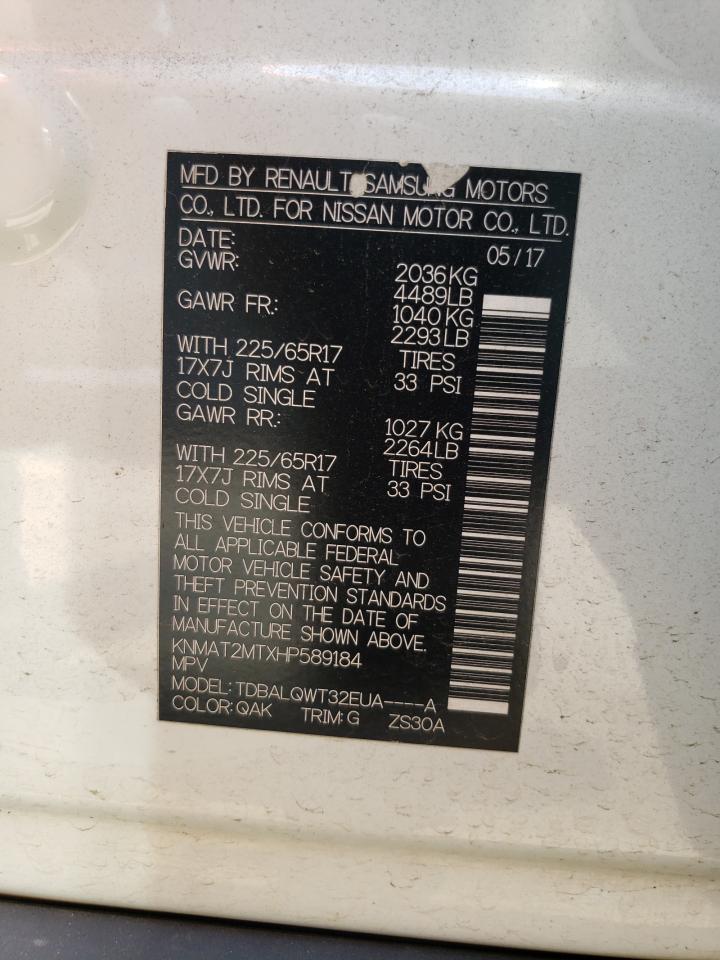 MFD BY RENAULT SAMSUNG MOTORS
CO., LTD. FOR NISSAN MOTOR CO., LTD.
DATE: 05/17
GVWR: 2036KG
4489LB
GAWR FR: 1040KG
2293LB
WITH 225/65R17 TIRES
17X7J RIMS AT 33 PSI
COLD SINGLE
GAWR RR: 1027KG
2264LB
WITH 225/65R17 TIRES
17X7J RIMS AT 33 PSI
COLD SINGLE
THIS VEHICLE CONFORMS TO
ALL APPLICABLE FEDERAL
MOTOR VEHICLE SAFETY AND
THEFT PREVENTION STANDARDS
IN EFFECT ON THE DATE OF
MANUFACTURE SHOWN ABOVE.
KNMAT2MTXHP589184
MPV
MODEL:TDBALQWT32EUA----A
COLOR:QAK TRIM:G ZS30A